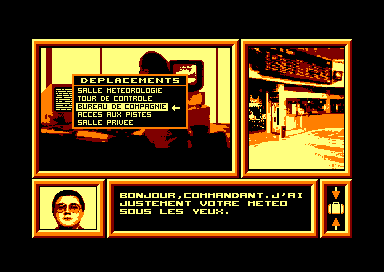 DEPLACEMENTS
SALLE METEOROLOGIE
TOUR DE CONTROLE
BUREAU DE COMPAGNIE
ACCES AUX PISTES
SALLE PRIVEE
BONJOUR,COMMANDANT.J'AI
JUSTEMENT VOTRE METEO
SOUS LES YEUX.